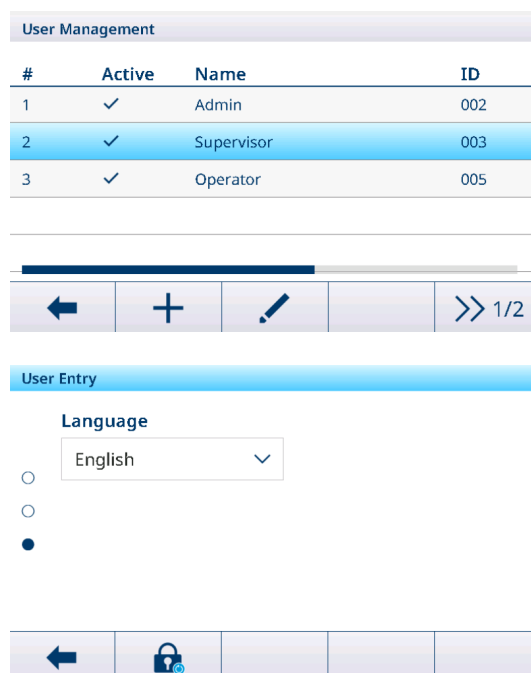 User Management
# Active Name ID
1 Admin 002
2 Supervisor 003
3 Operator 005
1/2
User Entry
Language
English